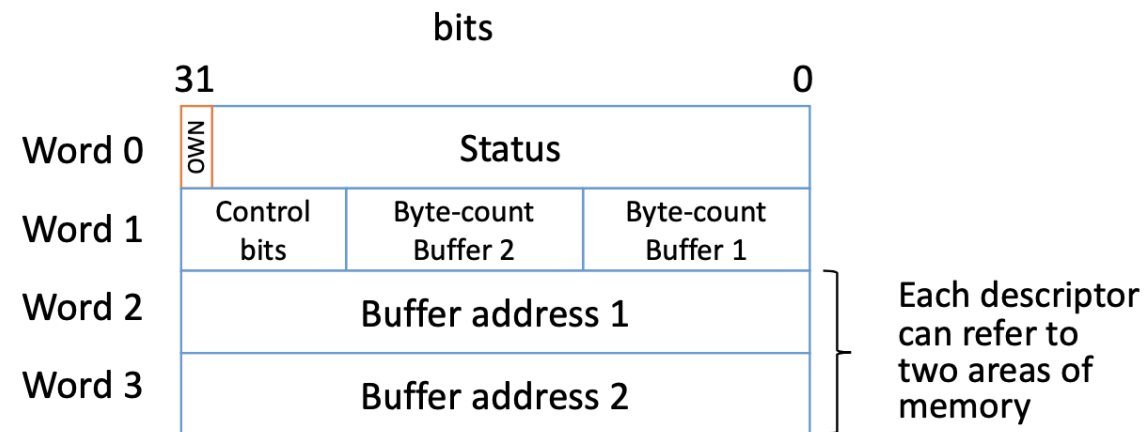 bits
31 0
Word 0 OWN Status
Word 1 Control bits Byte-count Buffer 2 Byte-count Buffer 1
Word 2 Buffer address 1
Word 3 Buffer address 2
Each descriptor
can refer to
two areas of
memory